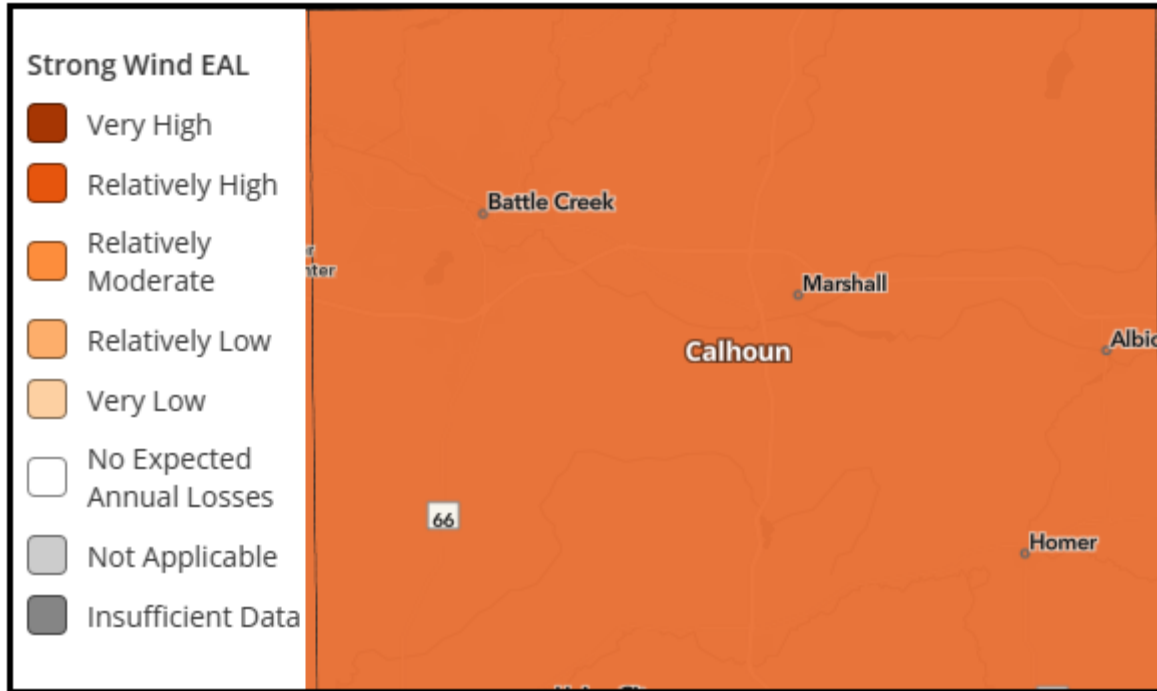 Strong Wind EAL
Very High
Relatively High
Relatively
Moderate
Relatively Low
Very Low
No Expected
Annual Losses
Not Applicable
Insufficient Data
Battle Creek
Marshall
Calhoun
Albio
66
Homer